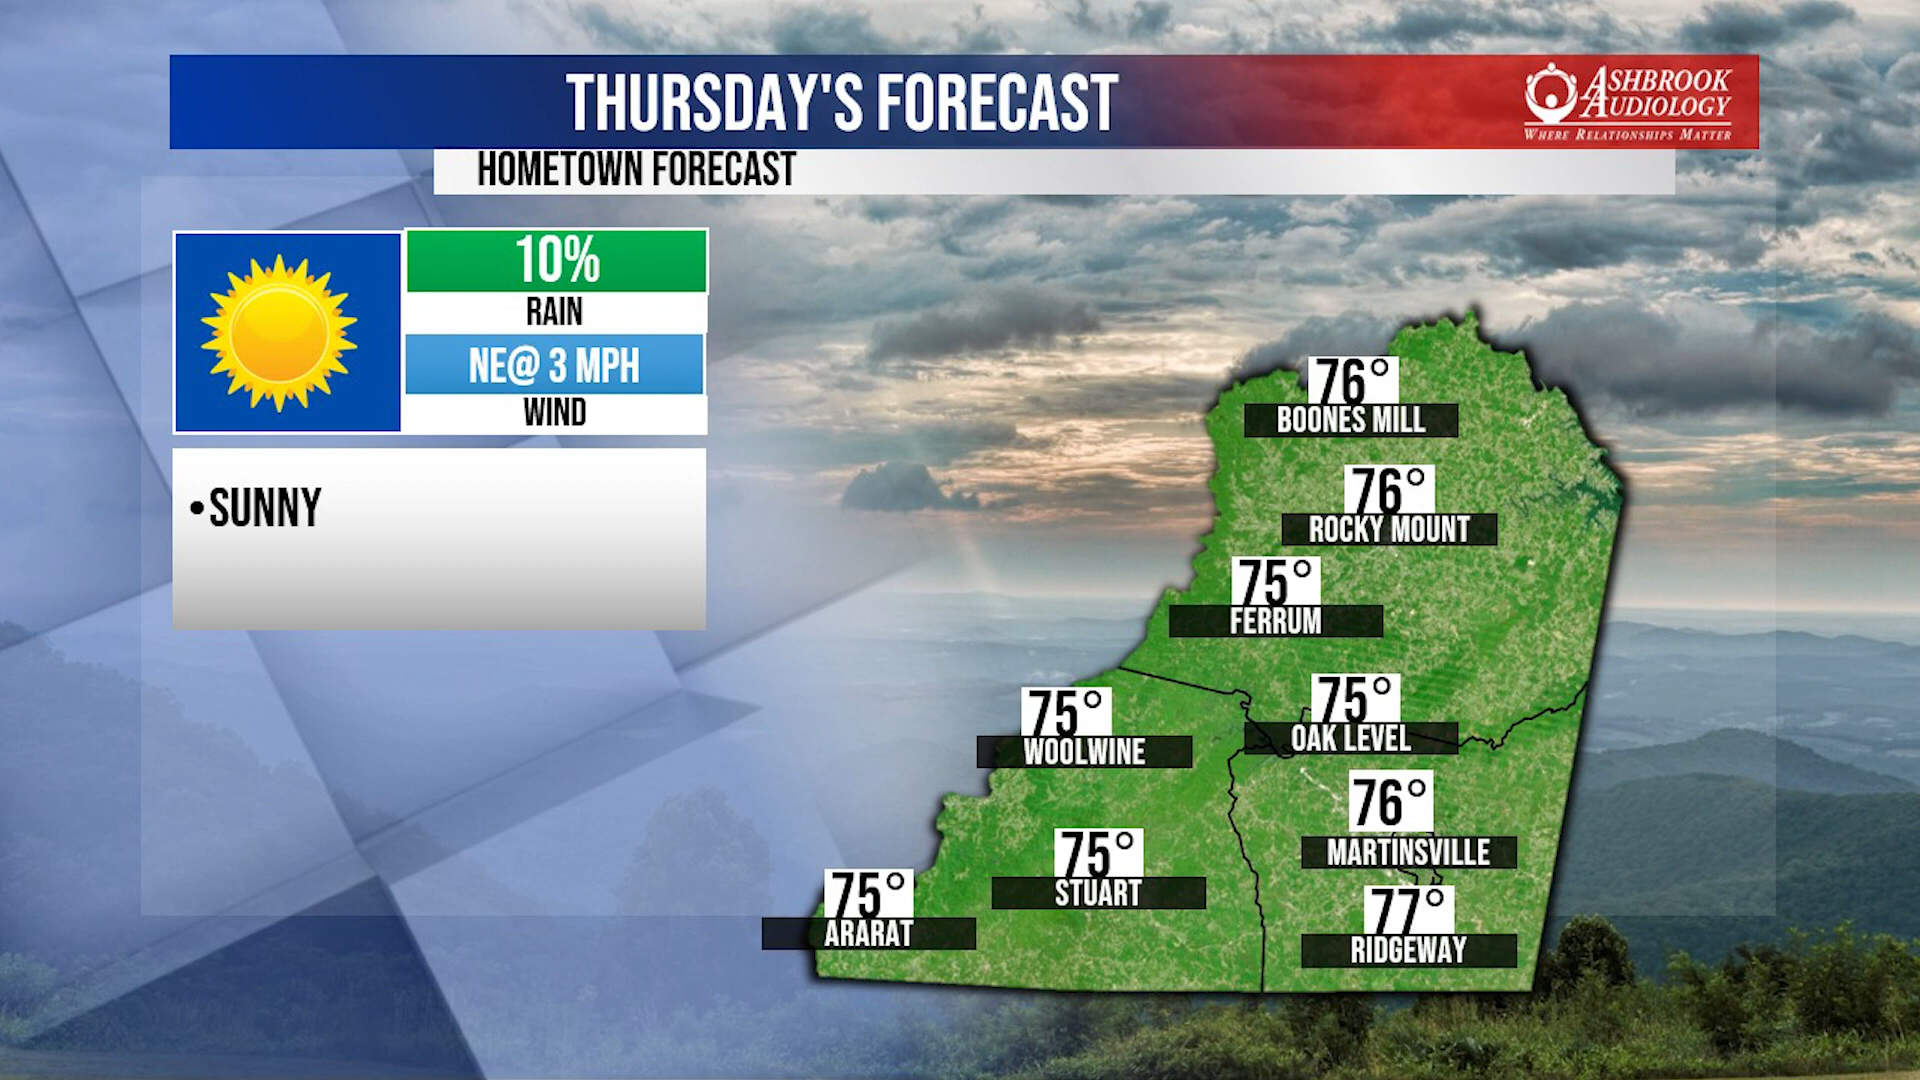 THURSDAY'S FORECAST
ASHBROOK
AUDIOLOGY
WHERE RELATIONSHIPS MATTER
HOMETOWN FORECAST
10%
RAIN
NE@ 3 MPH
WIND
•SUNNY
76°
BOONES MILL
76°
ROCKY MOUNT
75°
FERRUM
75°
OAK LEVEL
75°
WOOLWINE
76°
MARTINSVILLE
75°
STUART
75°
ARARAT
77°
RIDGEWAY